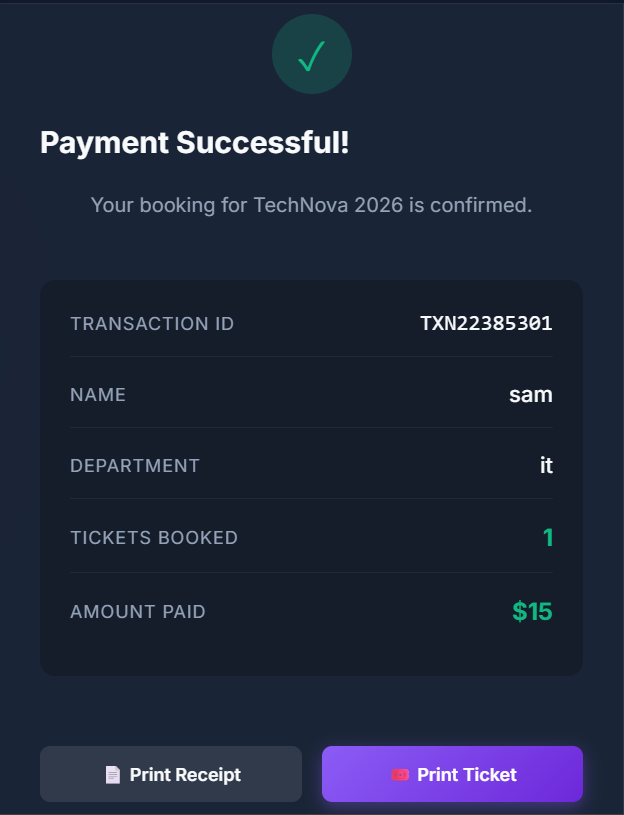 Payment Successful!
Your booking for TechNova 2026 is confirmed.
TRANSACTION ID TXN22385301
NAME sam
DEPARTMENT it
TICKETS BOOKED 1
AMOUNT PAID $15
Print Receipt Print Ticket